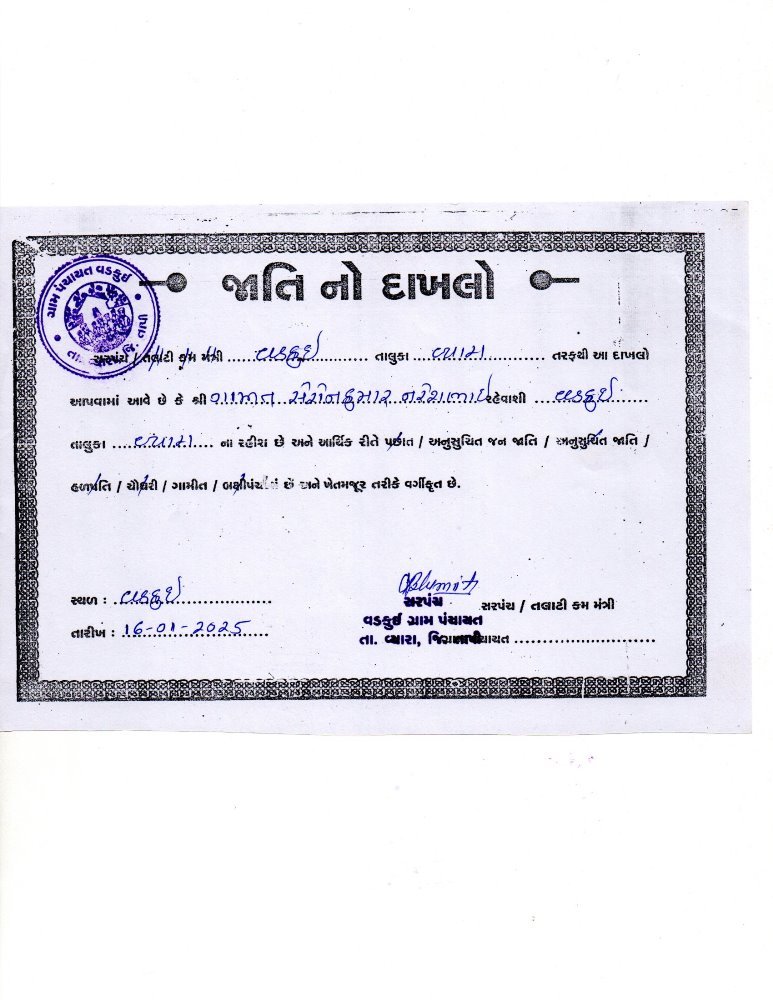 ગ્રામ પંચાયત વડકુઇ
તા. જિ. તાપી
જાતિ નો દાખલો
સરપંચ / તલાટી કમ મંત્રી ..... વડકુઈ ............ તાલુકા ... વ્યારા ............ તરફથી આ દાખલો
આપવામાં આવે છે કે શ્રી ગામીત નરેશભાઈ રહેવાશી ... વડકુઈ ......
તાલુકા .... વ્યારા .... ના રહીશ છે અને આર્થિક રીતે પછાત / અનુસુચિત જન જાતિ / અનુસુચિત જાતિ /
હળપતિ / ચૌધરી / ગામીત / બક્ષીપંચનાં છે અને ખેતમજૂર તરીકે વર્ગીકૃત છે.
સ્થળ : . વડકુઈ ................
તારીખ : 16-01-2025 ....
સરપંચ સરપંચ / તલાટી કમ મંત્રી
વડકુઇ ગ્રામ પંચાયત
તા. વ્યારા, જિ. તાપી ગ્રામ પંચાયત ..........................